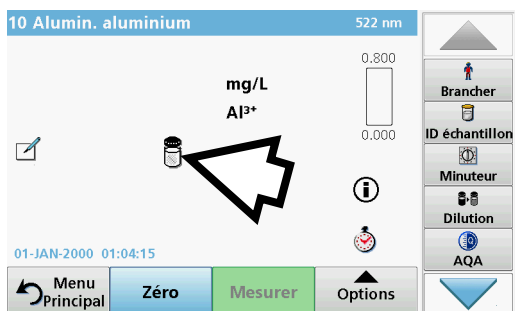 10 Alumin. aluminium 522 nm
0.800
mg/L
Al³⁺
0.000
01-JAN-2000 01:04:15
Menu
Principal
Zéro
Mesurer
Options
Brancher
ID échantillon
Minuteur
Dilution
AQA